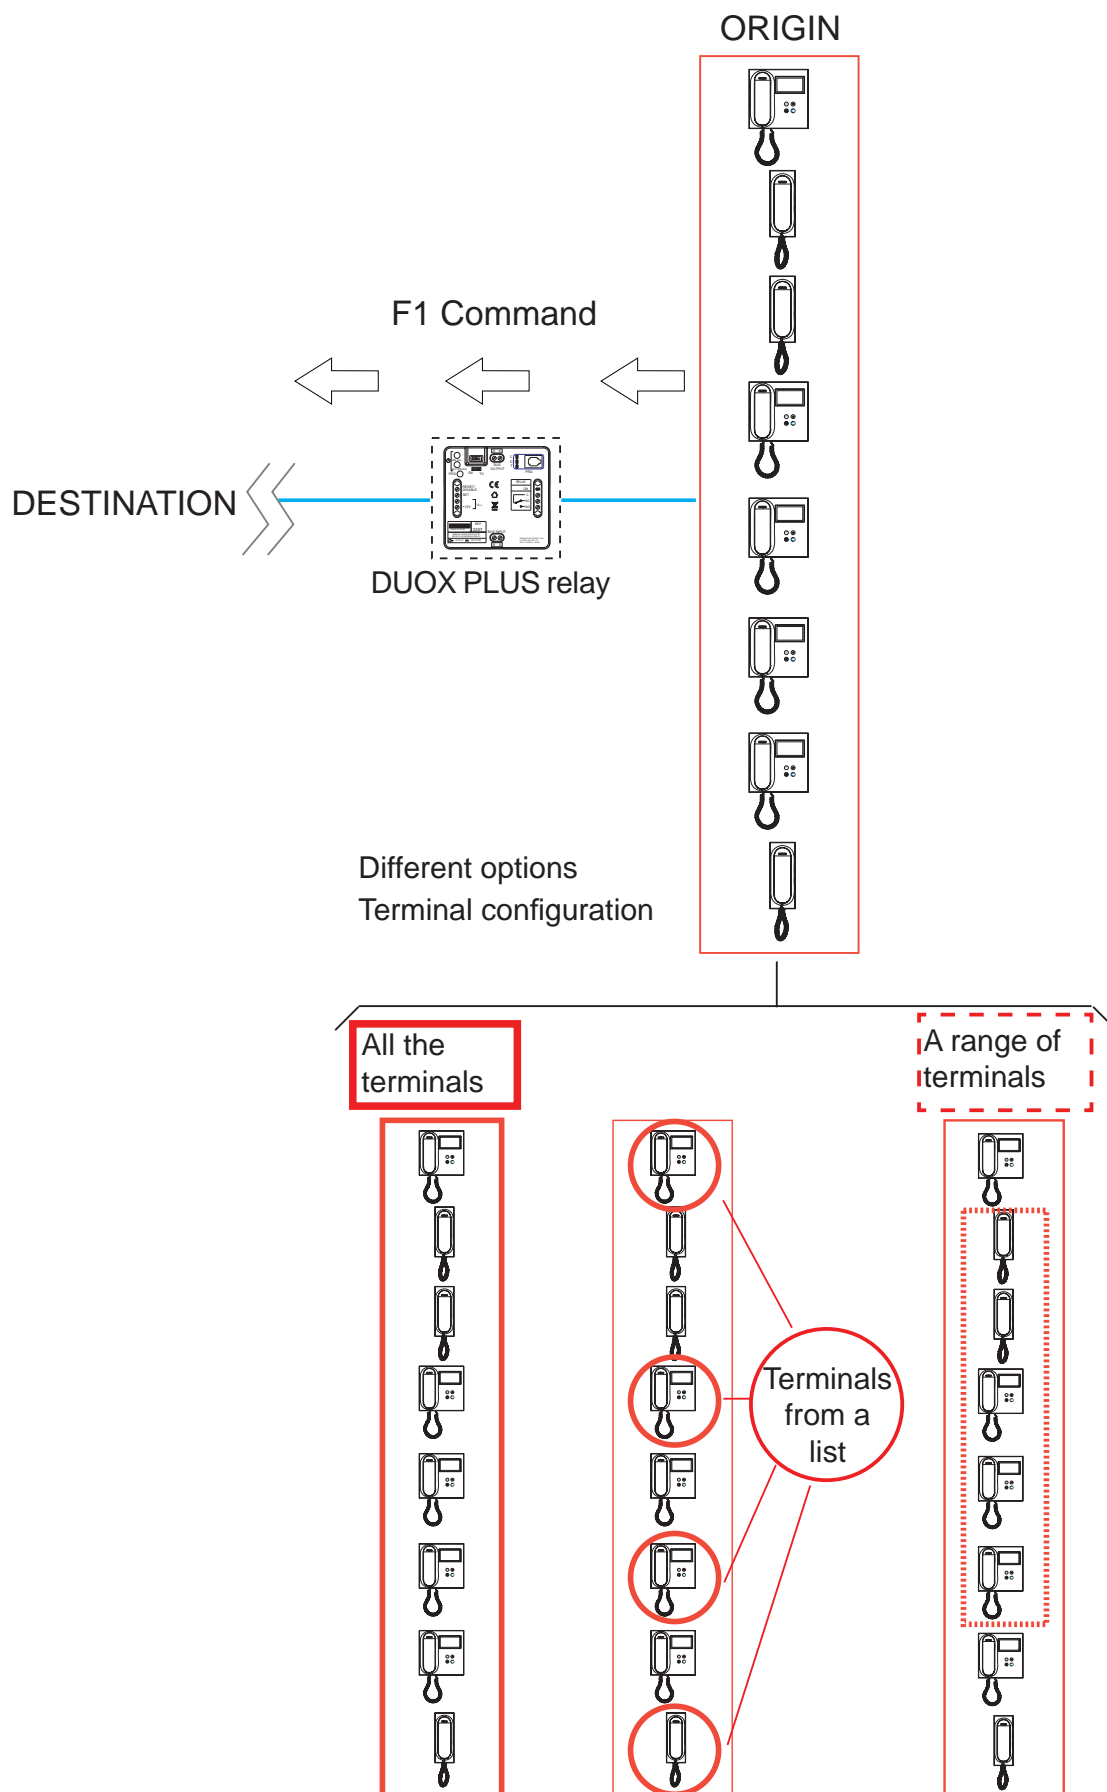 ORIGIN
F1 Command
DESTINATION
DUOX PLUS relay
Different options
Terminal configuration
All the
terminals
A range of
terminals
Terminals
from a
list